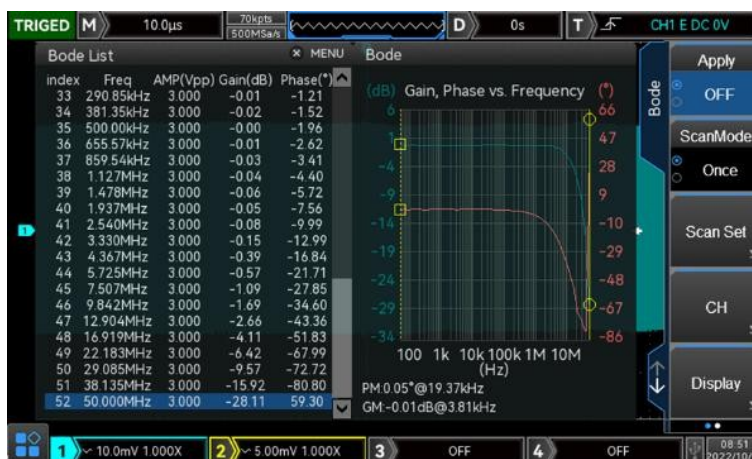 TRIGED M 10.0μs 70kpts 500MSa/s D 0s T CH1 E DC 0V
Bode List × MENU
index Freq AMP(Vpp) Gain(dB) Phase(°)
33 290.85kHz 3.000 -0.01 -1.21
34 381.35kHz 3.000 -0.02 -1.52
35 500.00kHz 3.000 -0.00 -1.96
36 655.57kHz 3.000 -0.01 -2.62
37 859.54kHz 3.000 -0.03 -3.41
38 1.127MHz 3.000 -0.04 -4.40
39 1.478MHz 3.000 -0.06 -5.72
40 1.937MHz 3.000 -0.05 -7.56
41 2.540MHz 3.000 -0.08 -9.99
42 3.330MHz 3.000 -0.15 -12.99
43 4.367MHz 3.000 -0.39 -16.84
44 5.725MHz 3.000 -0.57 -21.71
45 7.507MHz 3.000 -1.09 -27.85
46 9.842MHz 3.000 -1.69 -34.60
47 12.904MHz 3.000 -2.66 -43.36
48 16.919MHz 3.000 -4.11 -51.83
49 22.183MHz 3.000 -6.42 -67.99
50 29.085MHz 3.000 -9.57 -72.72
51 38.135MHz 3.000 -15.92 -80.80
52 50.000MHz 3.000 -28.11 59.30
Bode
(dB) Gain, Phase vs. Frequency (°)
6 66
1 47
-4 28
-9 9
-14 -10
-19 -29
-24 -48
-29 -67
-34 -86
100 1k 10k 100k 1M 10M
(Hz)
PM:0.05°@19.37kHz
GM:-0.01dB@3.81kHz
Bode
Apply
OFF
ScanMode
Once
Scan Set
CH
Display
1
1 10.0mV 1.000X 2 5.00mV 1.000X 3 OFF 4 OFF
08:51